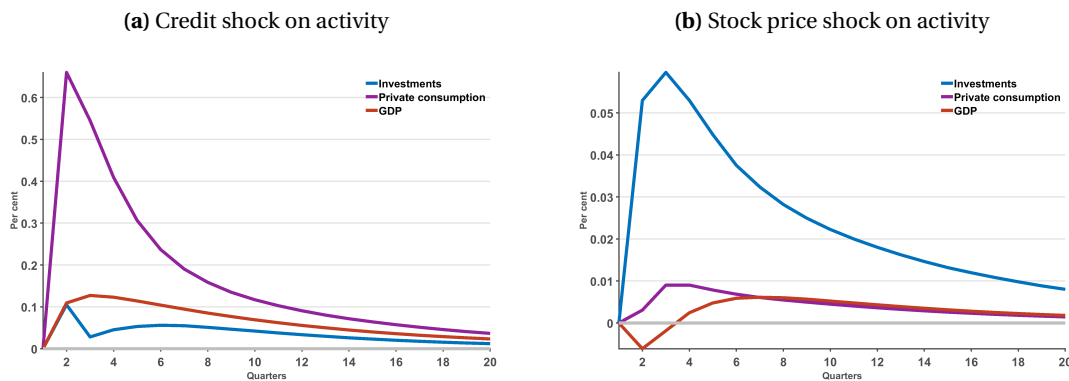 (a) Credit shock on activity
Investments
Private consumption
GDP
Per cent
0.6
0.5
0.4
0.3
0.2
0.1
0
2 4 6 8 10 12 14 16 18 20
Quarters
(b) Stock price shock on activity
Investments
Private consumption
GDP
Per cent
0.05
0.04
0.03
0.02
0.01
0
2 4 6 8 10 12 14 16 18 20
Quarters